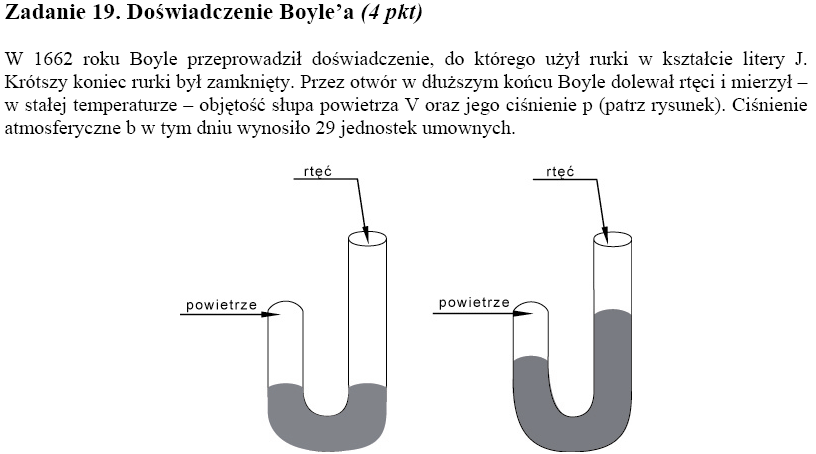 Zadanie 19. Doświadczenie Boyle’a (4 pkt)
W 1662 roku Boyle przeprowadził doświadczenie, do którego użył rurki w kształcie litery J.
Krótszy koniec rurki był zamknięty. Przez otwór w dłuższym końcu Boyle dolewał rtęci i mierzył –
w stałej temperaturze – objętość słupa powietrza V oraz jego ciśnienie p (patrz rysunek). Ciśnienie
atmosferyczne b w tym dniu wynosiło 29 jednostek umownych.
rtęć
rtęć
powietrze
powietrze